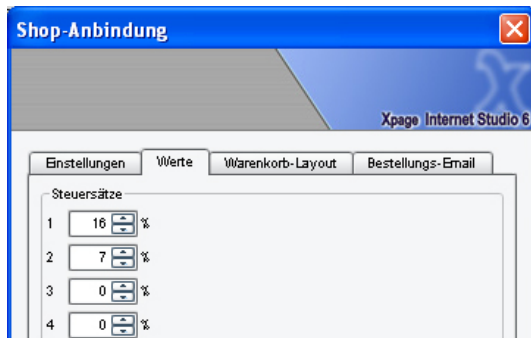 Shop-Anbindung
Xpage Internet Studio 6
Einstellungen Werte Warenkorb-Layout Bestellungs-Email
Steuersätze
1 16 %
2 7 %
3 0 %
4 0 %